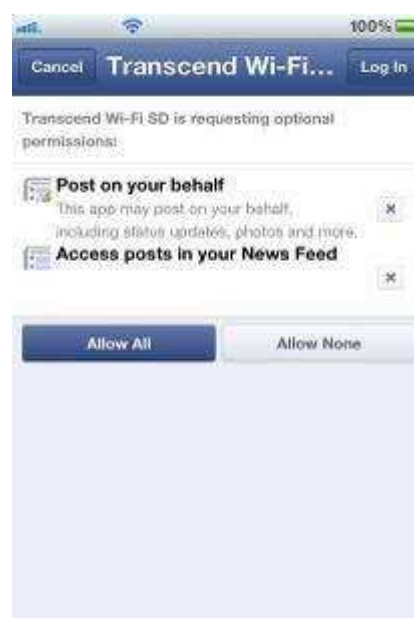 100%
Cancel Transcend Wi-Fi... Log In
Transcend Wi-Fi SD is requesting optional
permissions:
Post on your behalf
This app may post on your behalf,
including status updates, photos and more.
Access posts in your News Feed
Allow All Allow None